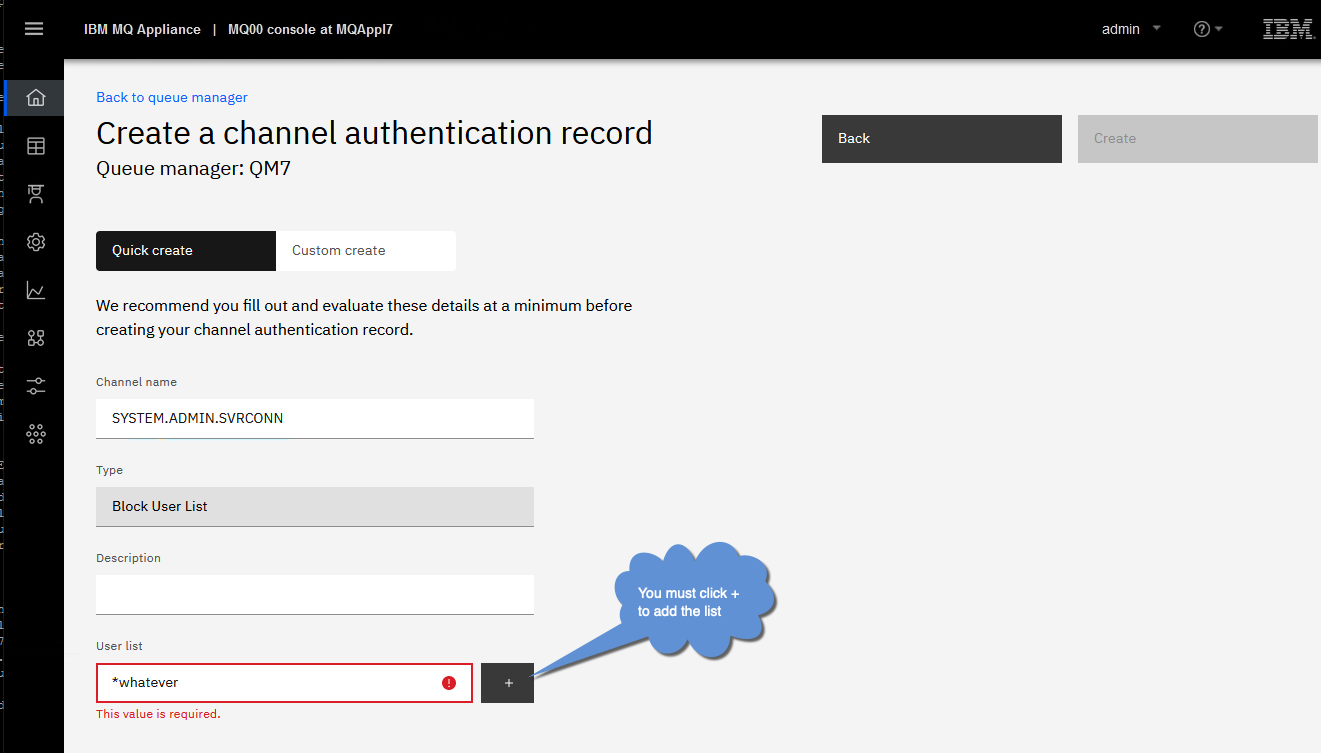 IBM MQ Appliance | MQ00 console at MQAppl7
admin
IBM
Back to queue manager
Create a channel authentication record
Queue manager: QM7
Back
Create
Quick create
Custom create
We recommend you fill out and evaluate these details at a minimum before
creating your channel authentication record.
Channel name
SYSTEM.ADMIN.SVRCONN
Type
Block User List
Description
You must click +
to add the list
User list
*whatever
+
This value is required.